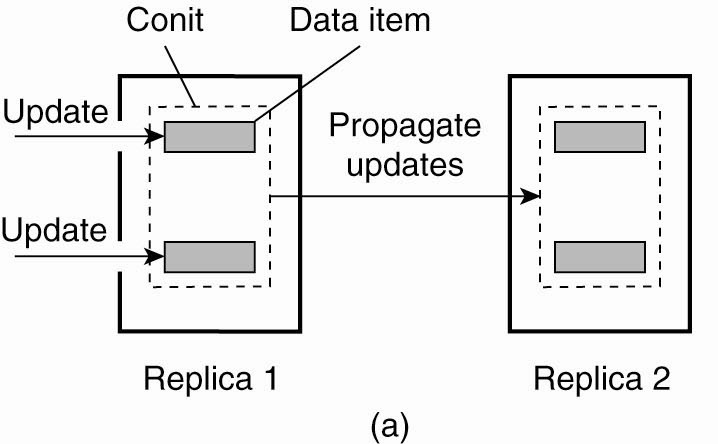 Conit
Data item
Update
Propagate
updates
Update
Replica 1
Replica 2
(a)